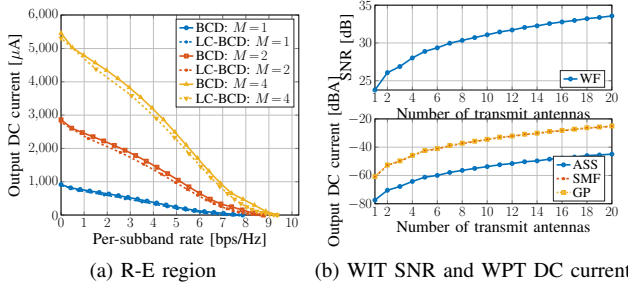 6,000
5,000
4,000
3,000
2,000
1,000
0
0 1 2 3 4 5 6 7 8 9 10
Output DC current [μA]
Per-subband rate [bps/Hz]
BCD: M = 1
LC-BCD: M = 1
BCD: M = 2
LC-BCD: M = 2
BCD: M = 4
LC-BCD: M = 4
(a) R-E region
30
25
SNR [dB]
WF
1 2 4 6 8 10 12 14 16 18 20
Number of transmit antennas
−20
−40
−60
−80
Output DC current [dBA]
ASS
SMF
GP
1 2 4 6 8 10 12 14 16 18 20
Number of transmit antennas
(b) WIT SNR and WPT DC current